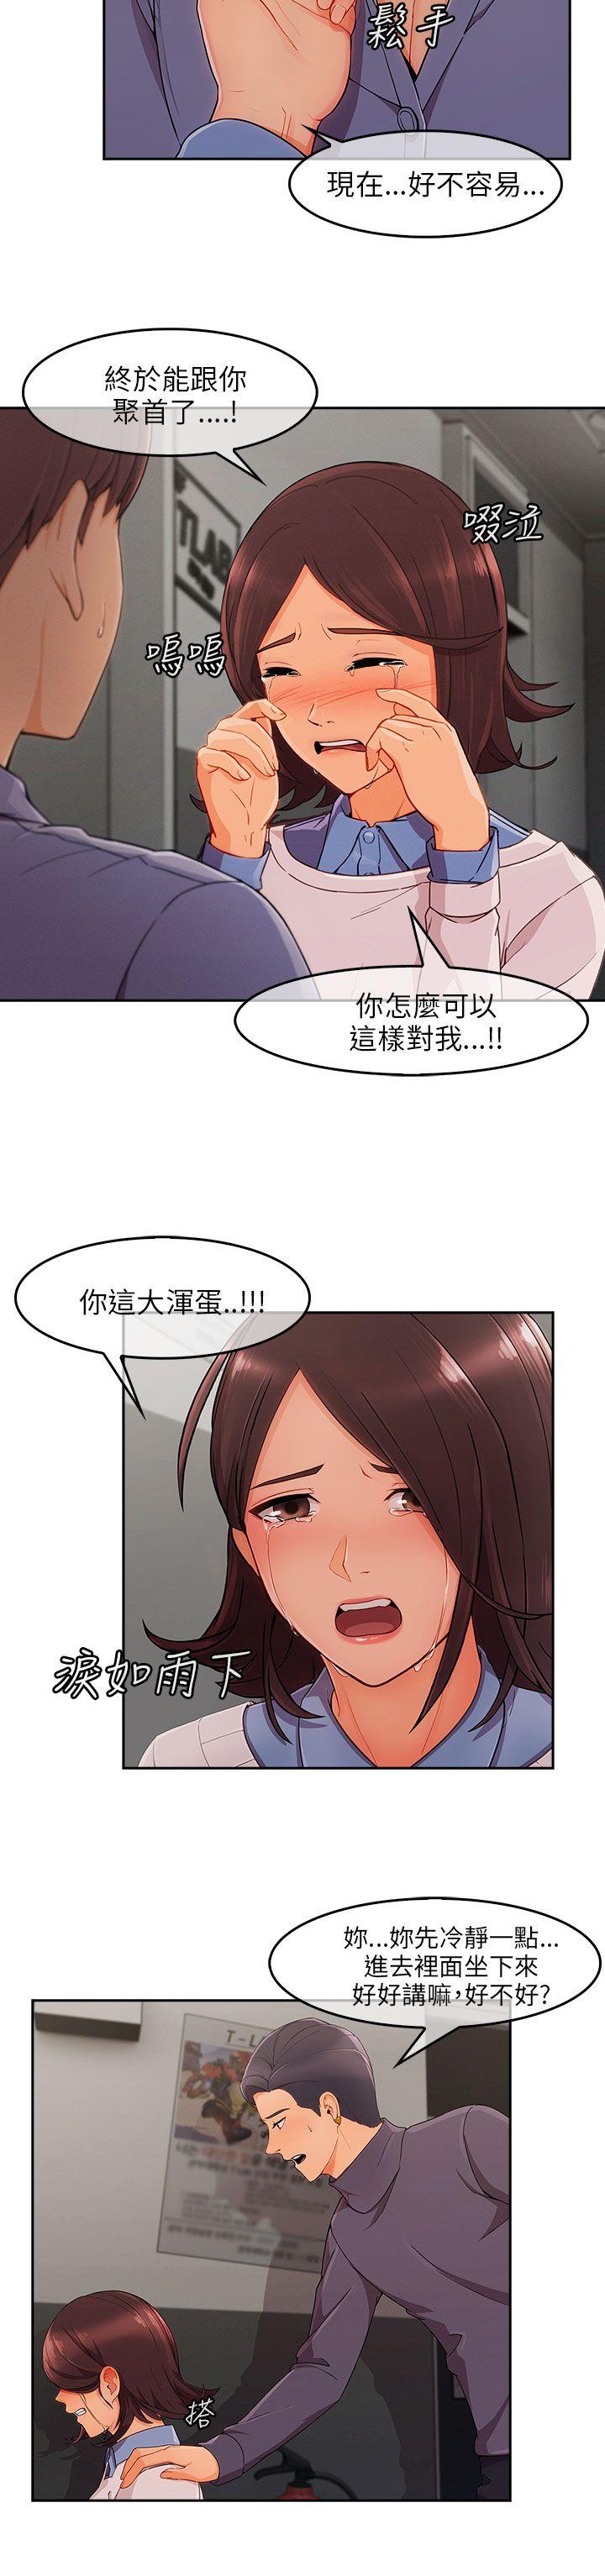 鬆手
現在...好不容易...
終於能跟你
聚首了....!
T LAB
啜泣
嗚嗚
你怎麼可以
這樣對我...!!
你這大渾蛋..!!!
淚如雨下
妳...妳先冷靜一點...
進去裡面坐下來
好好講嘛,好不好?
T-L
搭